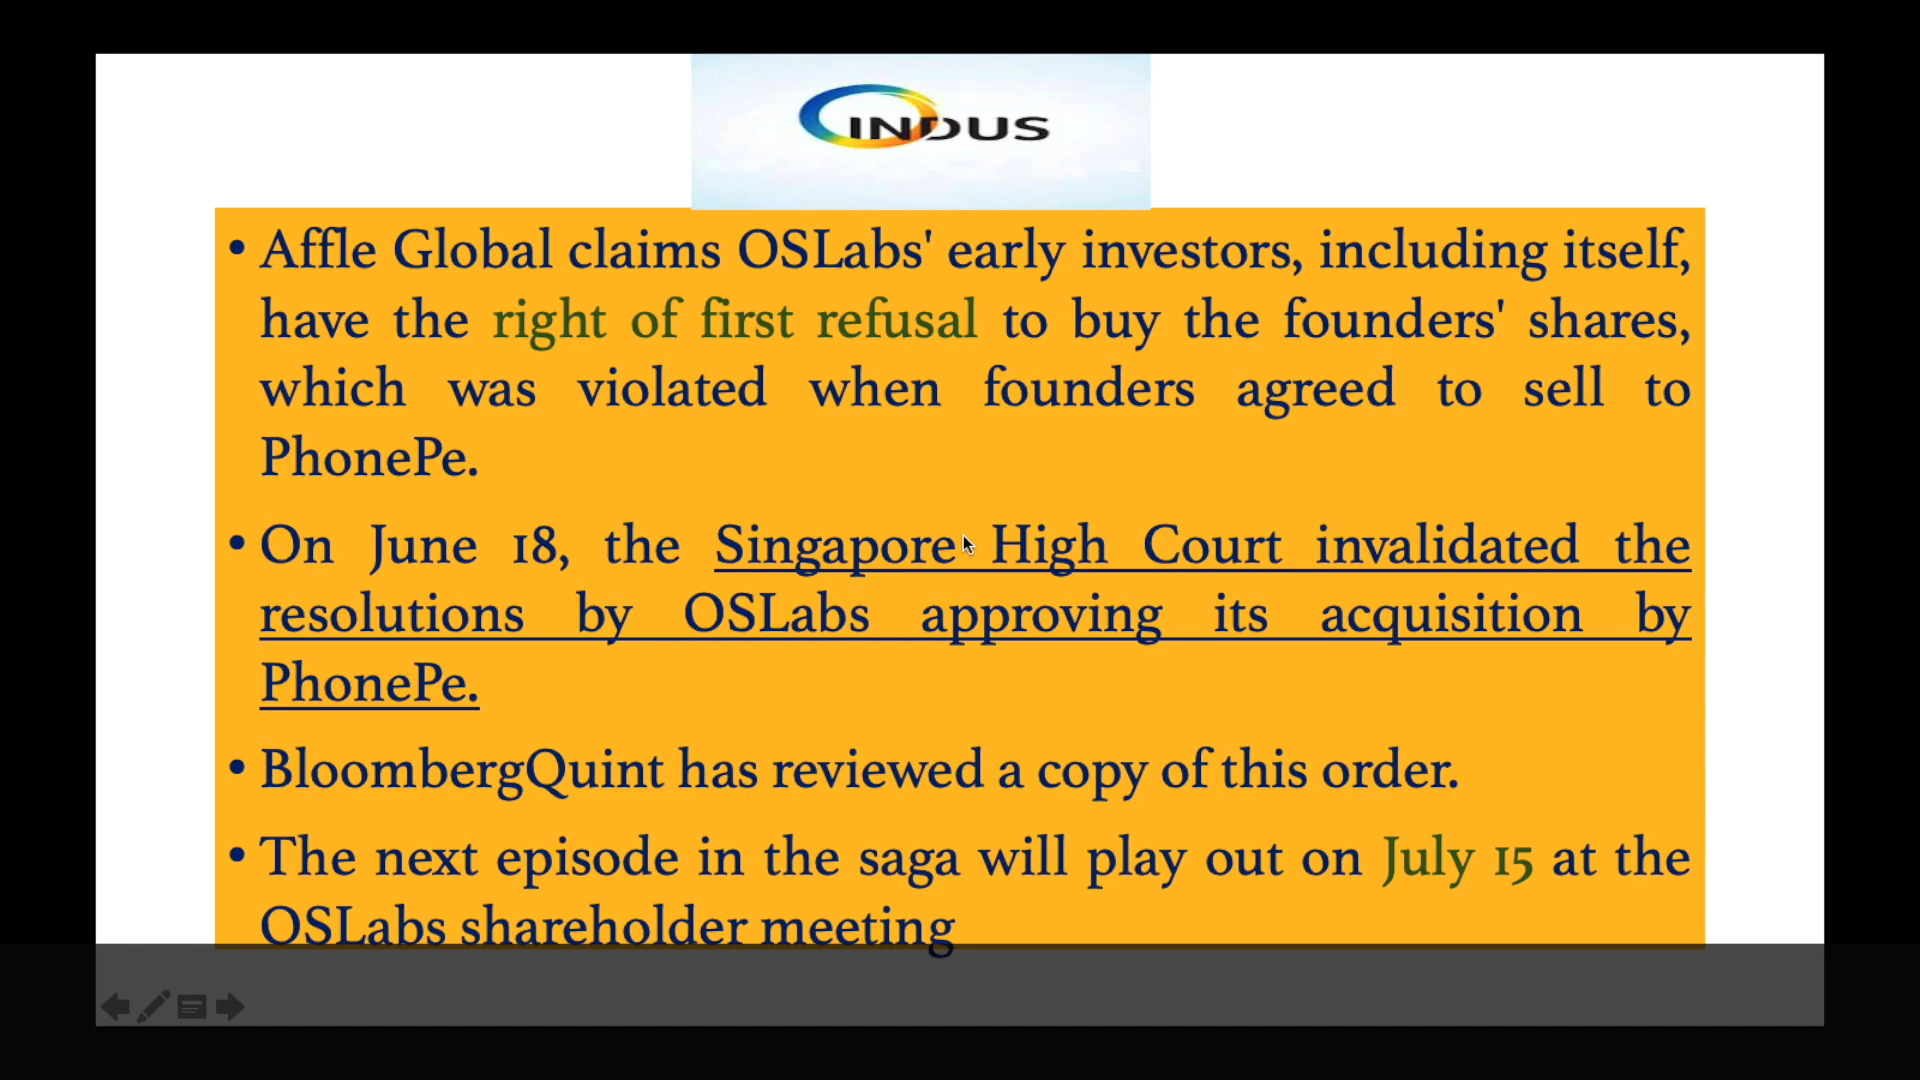 INDUS
• Affle Global claims OSLabs' early investors, including itself,
have the right of first refusal to buy the founders' shares,
which was violated when founders agreed to sell to
PhonePe.
• On June 18, the Singapore High Court invalidated the
resolutions by OSLabs approving its acquisition by
PhonePe.
• BloombergQuint has reviewed a copy of this order.
• The next episode in the saga will play out on July 15 at the
OSLabs shareholder meeting